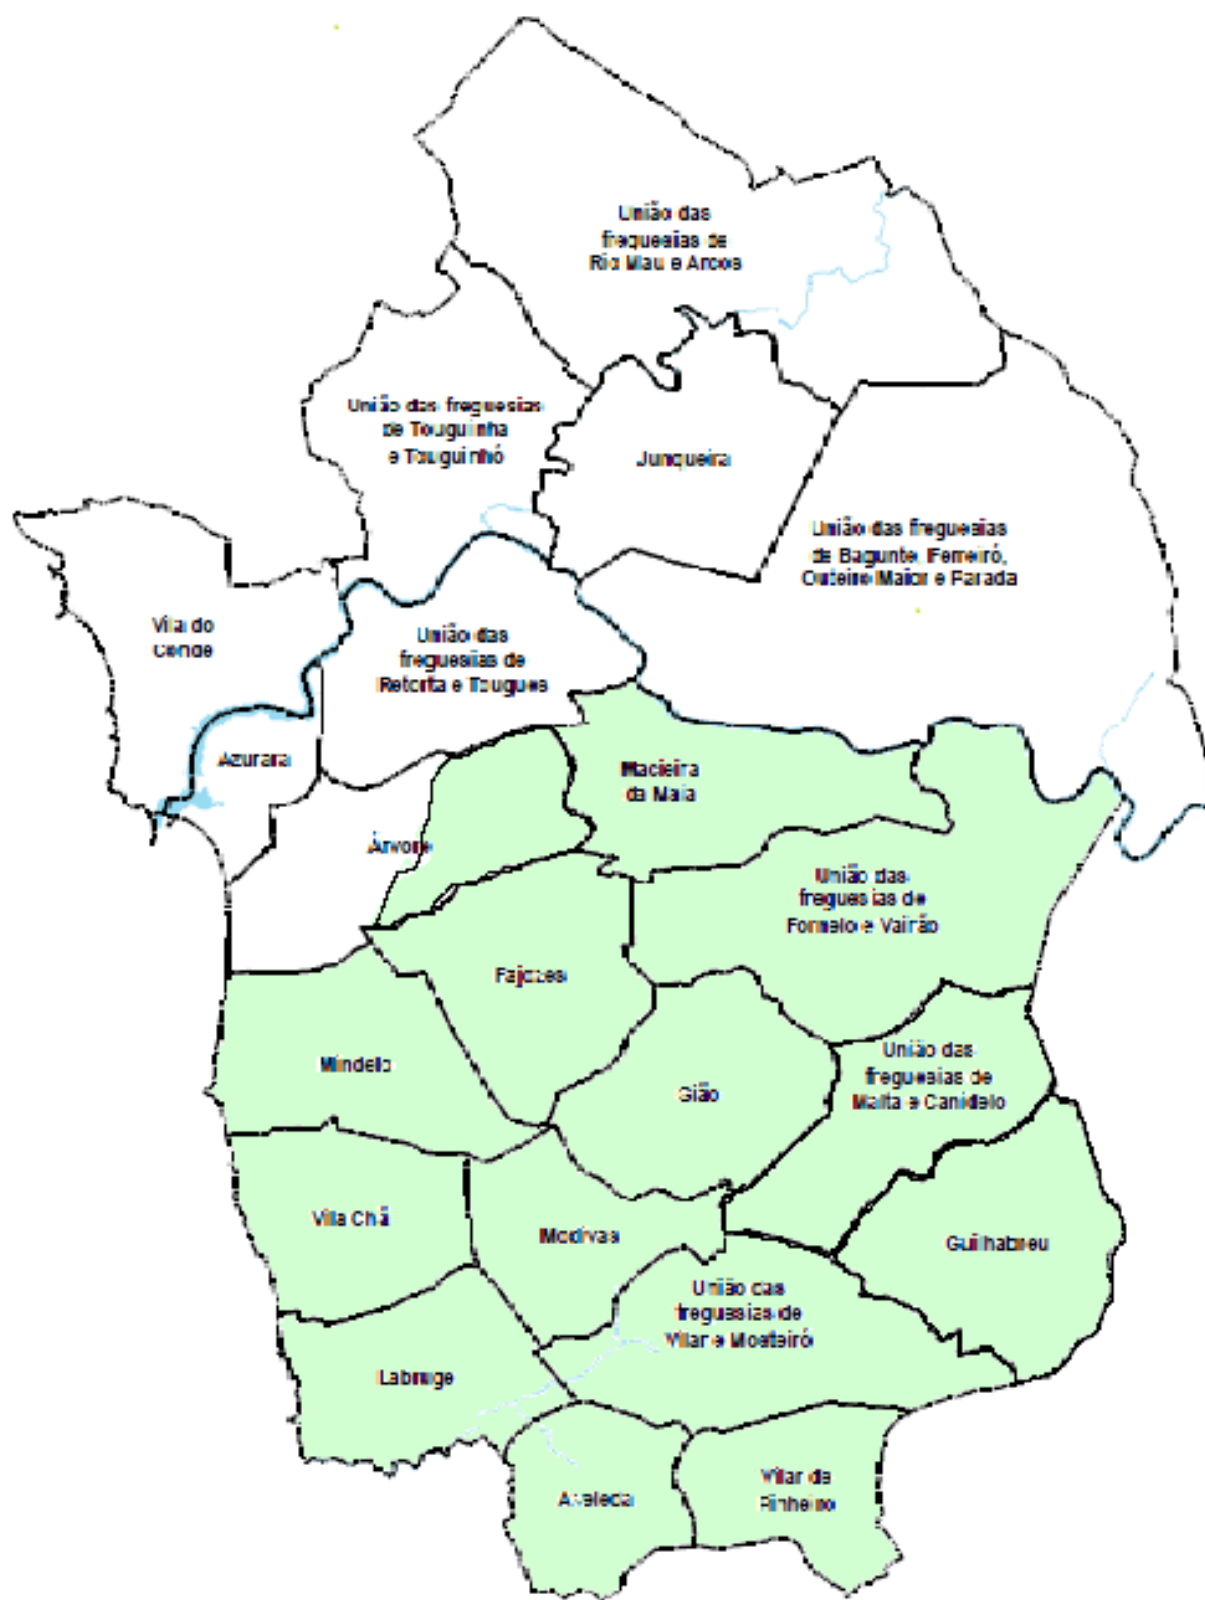 União das
freguesias de
Rio Mau e Arcos
União das freguesias
de Touguinha
e Touguinhó
Junqueira
União das freguesias
de Bagunte, Ferreiró,
Outeiro Maior e Parada
Vila do
Conde
União das
freguesias de
Retorta e Tougues
Azurara
Macieira
da Maia
Árvore
União das
freguesias de
Fornelo e Vairão
Fajozes
Mindelo
Gião
União das
freguesias de
Malta e Canidelo
Vila Chã
Modivas
Guilhabreu
União das
freguesias de
Vilar e Mosteiró
Labruge
Aveleda
Vilar de
Pinheiro